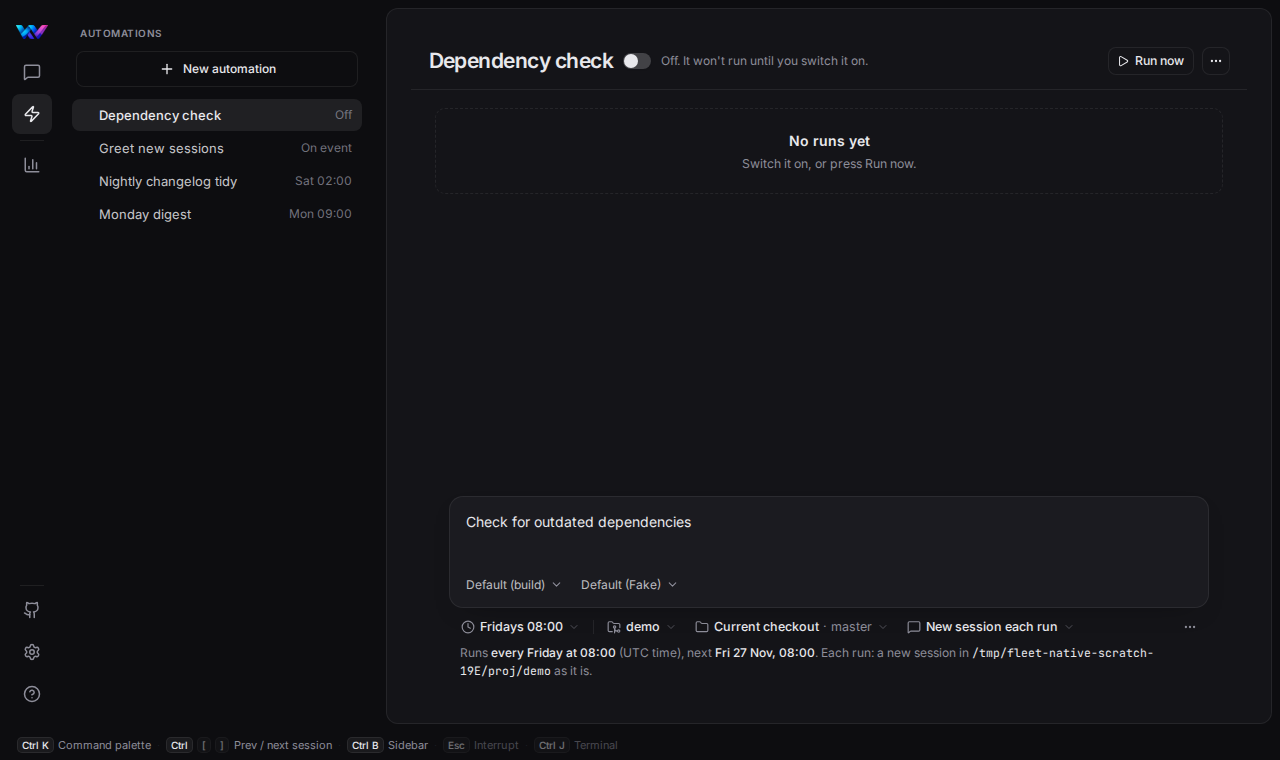 AUTOMATIONS
New automation
Dependency check Off
Greet new sessions On event
Nightly changelog tidy Sat 02:00
Monday digest Mon 09:00
Dependency check Off. It won't run until you switch it on. Run now
No runs yet
Switch it on, or press Run now.
Check for outdated dependencies
Default (build) Default (Fake)
Fridays 08:00 demo Current checkout · master New session each run
Runs every Friday at 08:00 (UTC time), next Fri 27 Nov, 08:00. Each run: a new session in /tmp/fleet-native-scratch-
19E/proj/demo as it is.
Ctrl K Command palette Ctrl [ ] Prev / next session Ctrl B Sidebar Esc Interrupt Ctrl J Terminal